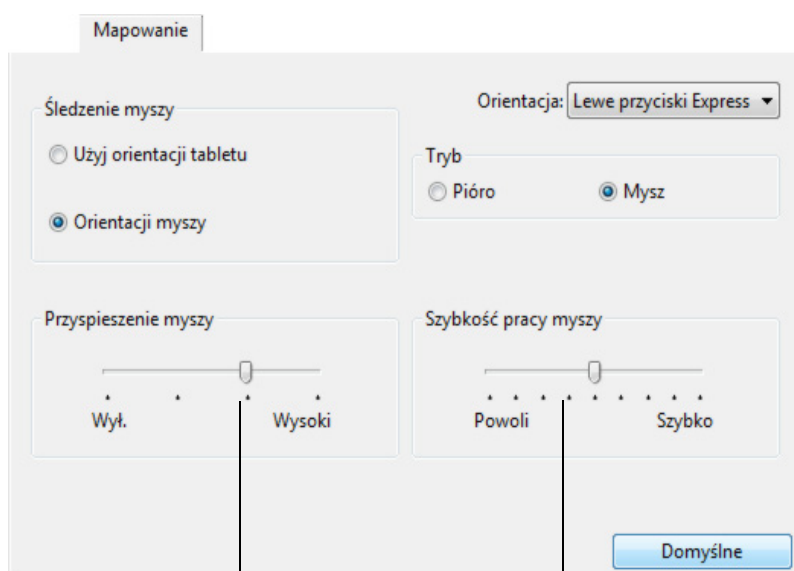 Mapowanie
Śledzenie myszy
Użyj orientacji tabletu
Orientacji myszy
Orientacja: Lewe przyciski Express
Tryb
Pióro Mysz
Przyspieszenie myszy
Wył. Wysoki
Szybkość pracy myszy
Powoli Szybko
Domyślne